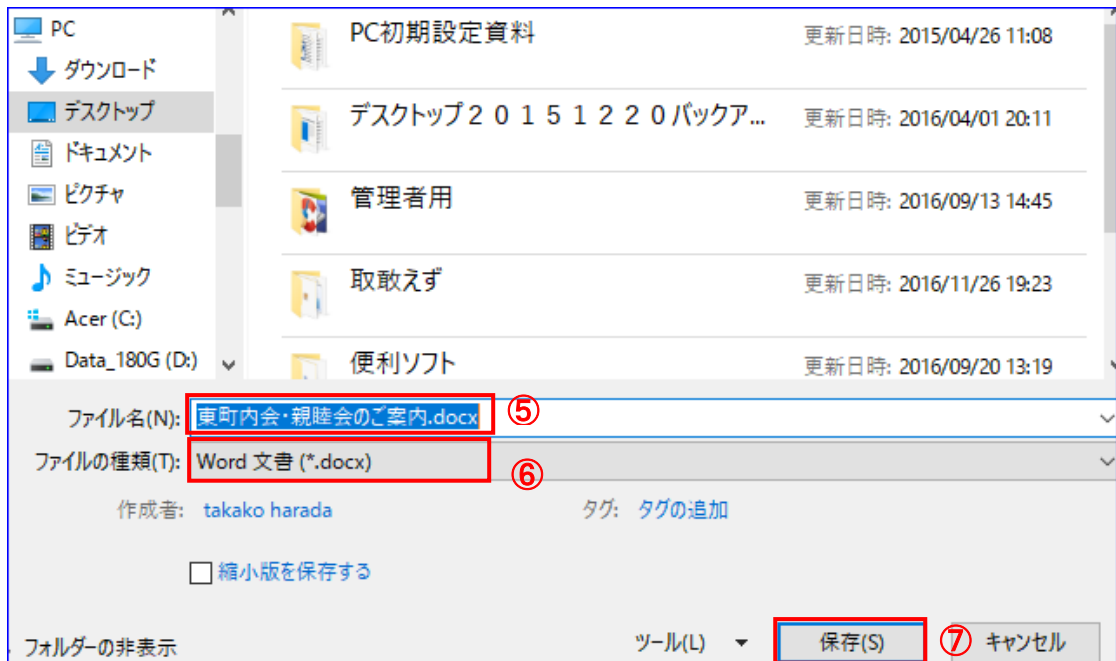 PC
ダウンロード
デスクトップ
ドキュメント
ピクチャ
ビデオ
ミュージック
Acer (C:)
Data_180G (D:)
PC初期設定資料 更新日時: 2015/04/26 11:08
デスクトップ２０１５１２２０バックア... 更新日時: 2016/04/01 20:11
管理者用 更新日時: 2016/09/13 14:45
取敢えず 更新日時: 2016/11/26 19:23
便利ソフト 更新日時: 2016/09/20 13:19
ファイル名(N): 東町内会・親睦会のご案内.docx ⑤
ファイルの種類(T): Word 文書 (*.docx) ⑥
作成者: takako harada タグ: タグの追加
縮小版を保存する
フォルダーの非表示 ツール(L) 保存(S) ⑦ キャンセル